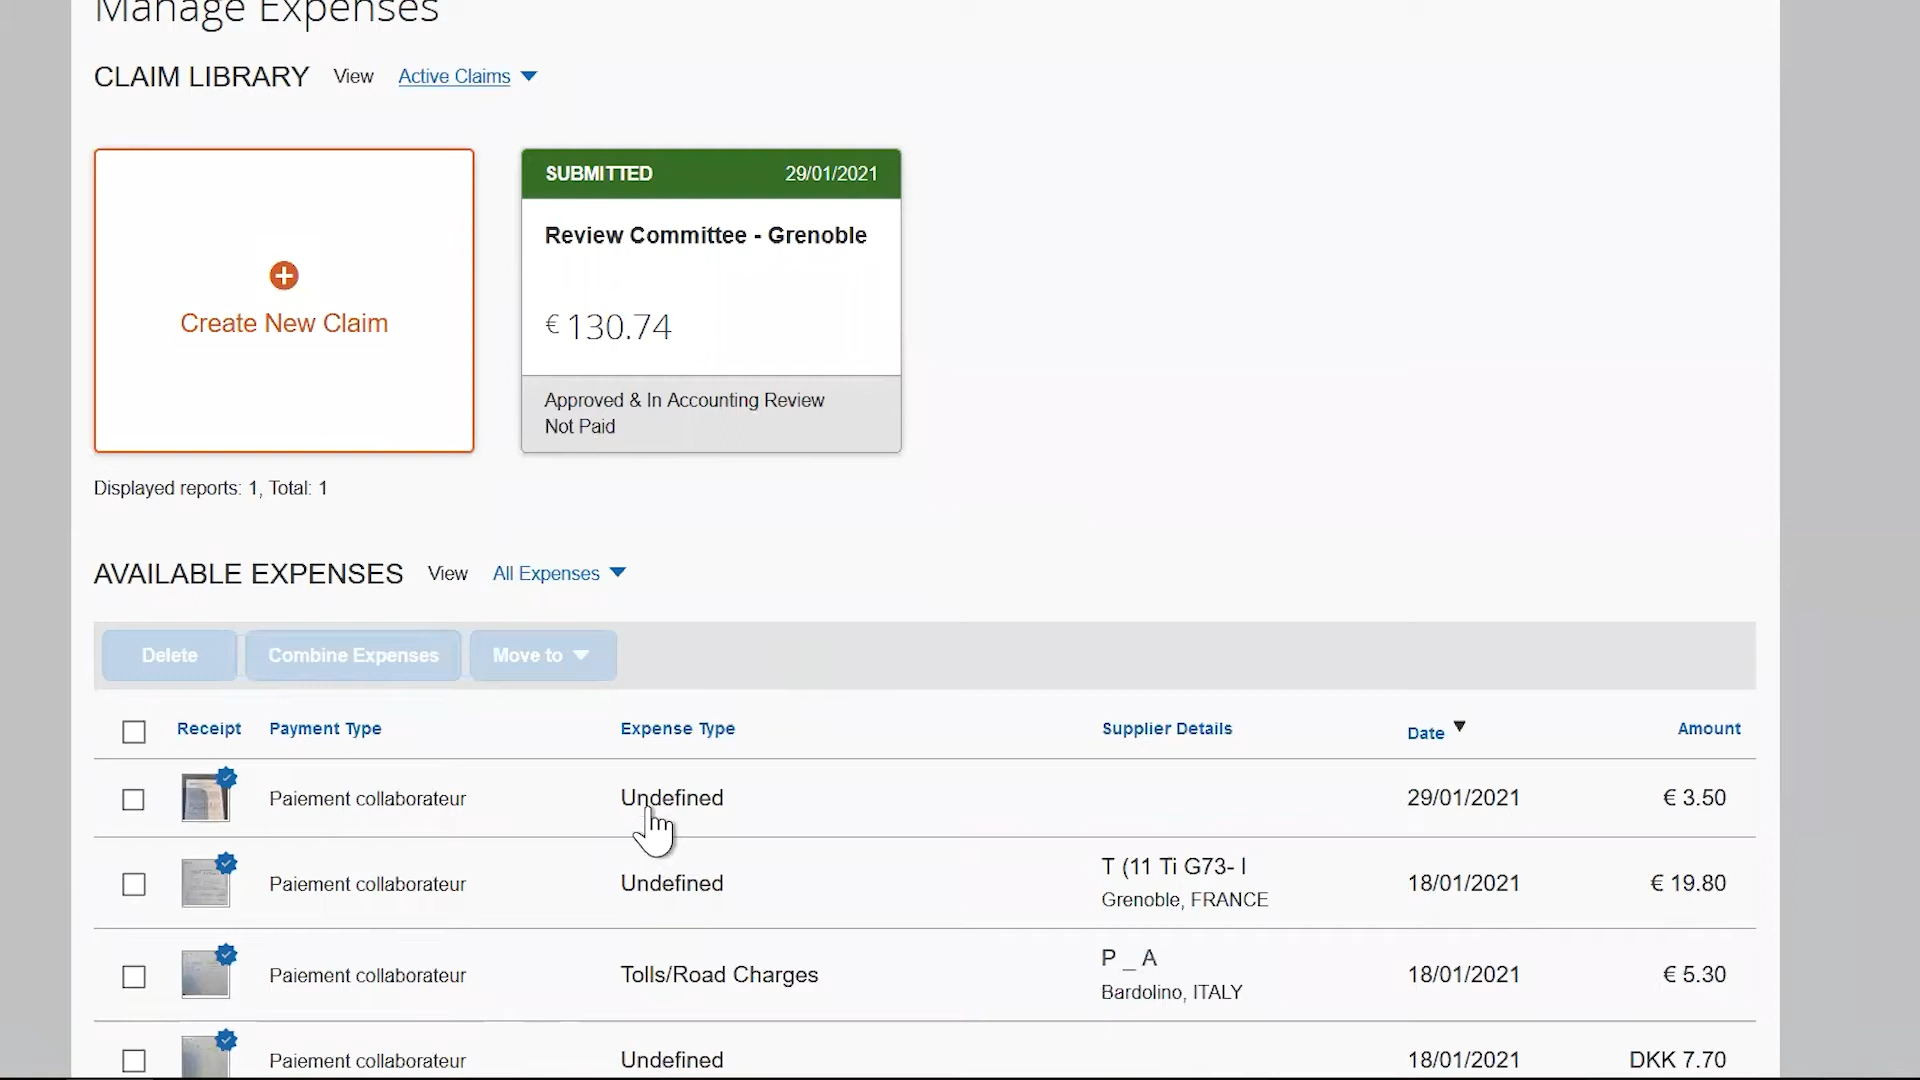 Manage Expenses
CLAIM LIBRARY View Active Claims
SUBMITTED 29/01/2021
Review Committee - Grenoble
€ 130.74
Approved & In Accounting Review
Not Paid
Create New Claim
Displayed reports: 1, Total: 1
AVAILABLE EXPENSES View All Expenses
Delete Combine Expenses Move to
Receipt Payment Type Expense Type Supplier Details Date Amount
Paiement collaborateur Undefined 29/01/2021 € 3.50
Paiement collaborateur Undefined T (11 Ti G73- I 18/01/2021 € 19.80
Grenoble, FRANCE
Paiement collaborateur Tolls/Road Charges P _ A 18/01/2021 € 5.30
Bardolino, ITALY
Paiement collaborateur Undefined 18/01/2021 DKK 7.70